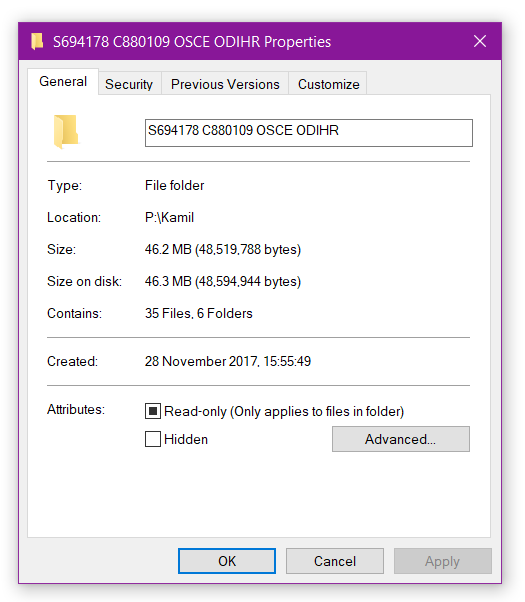 S694178 C880109 OSCE ODIHR Properties
General Security Previous Versions Customize
S694178 C880109 OSCE ODIHR
Type: File folder
Location: P:\Kamil
Size: 46.2 MB (48,519,788 bytes)
Size on disk: 46.3 MB (48,594,944 bytes)
Contains: 35 Files, 6 Folders
Created: 28 November 2017, 15:55:49
Attributes: Read-only (Only applies to files in folder)
Hidden Advanced...
OK Cancel Apply